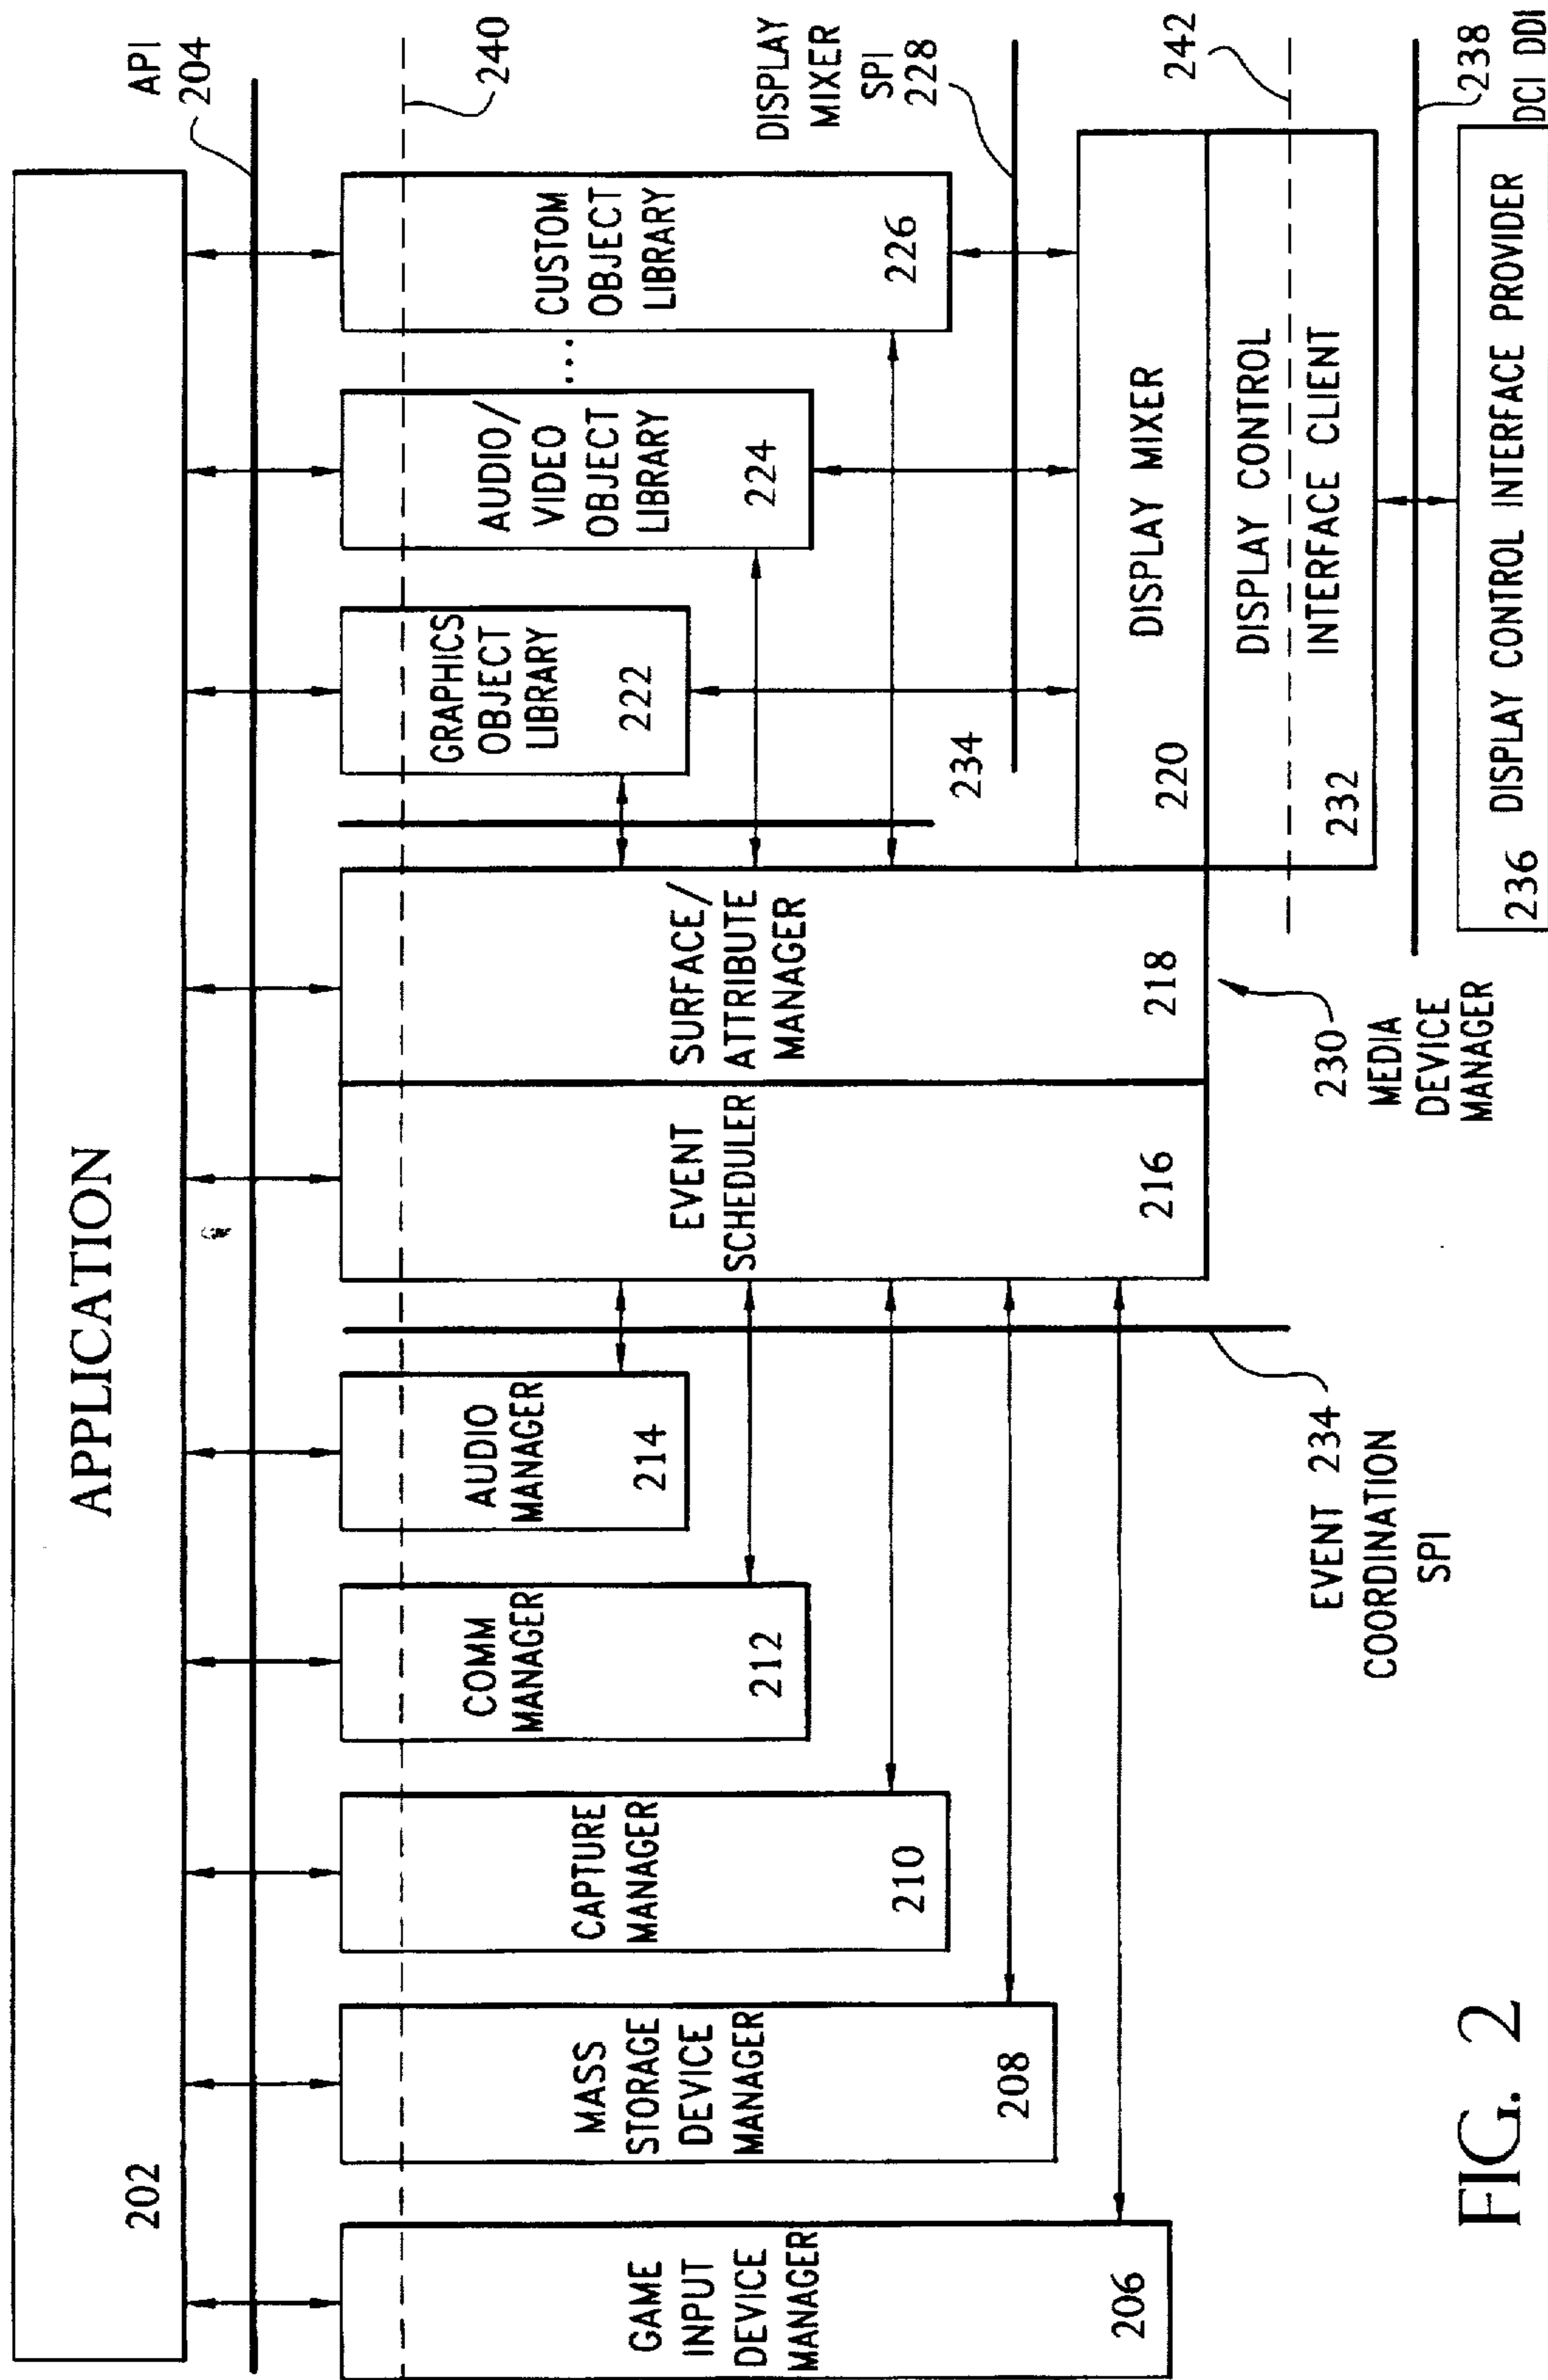 APPLICATION
202
API
204
240
GAME
INPUT
DEVICE
MANAGER
206
MASS
STORAGE
DEVICE
MANAGER
208
CAPTURE
MANAGER
210
COMM
MANAGER
212
AUDIO
MANAGER
214
EVENT
SCHEDULER
216
SURFACE/
ATTRIBUTE
MANAGER
218
GRAPHICS
OBJECT
LIBRARY
222
AUDIO/
VIDEO
OBJECT
LIBRARY
224
...
CUSTOM
OBJECT
LIBRARY
226
234
DISPLAY
MIXER
SPI
228
220
DISPLAY MIXER
DISPLAY CONTROL
INTERFACE CLIENT
232
242
EVENT 234
COORDINATION
SPI
230
MEDIA
DEVICE
MANAGER
238
DCI DDI
236 DISPLAY CONTROL INTERFACE PROVIDER
FIG. 2